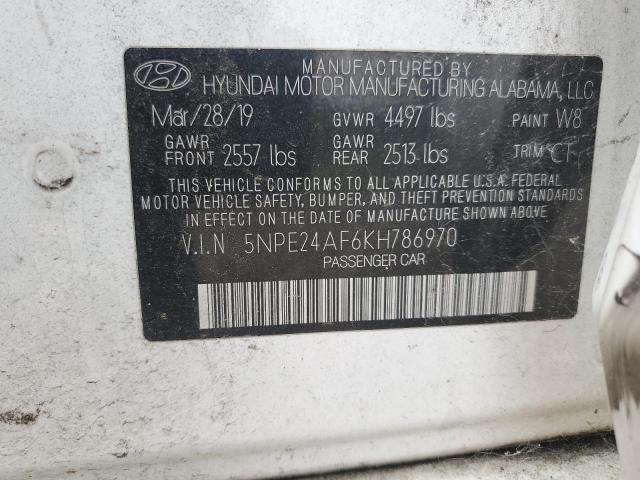 MANUFACTURED BY
HYUNDAI MOTOR MANUFACTURING ALABAMA, LLC
Mar/28/19 GVWR 4497 lbs PAINT W8
GAWR FRONT 2557 lbs GAWR REAR 2513 lbs TRIM CT
THIS VEHICLE CONFORMS TO ALL APPLICABLE U.S.A. FEDERAL
MOTOR VEHICLE SAFETY, BUMPER, AND THEFT PREVENTION STANDARDS
IN EFFECT ON THE DATE OF MANUFACTURE SHOWN ABOVE.
V.I.N 5NPE24AF6KH786970
PASSENGER CAR